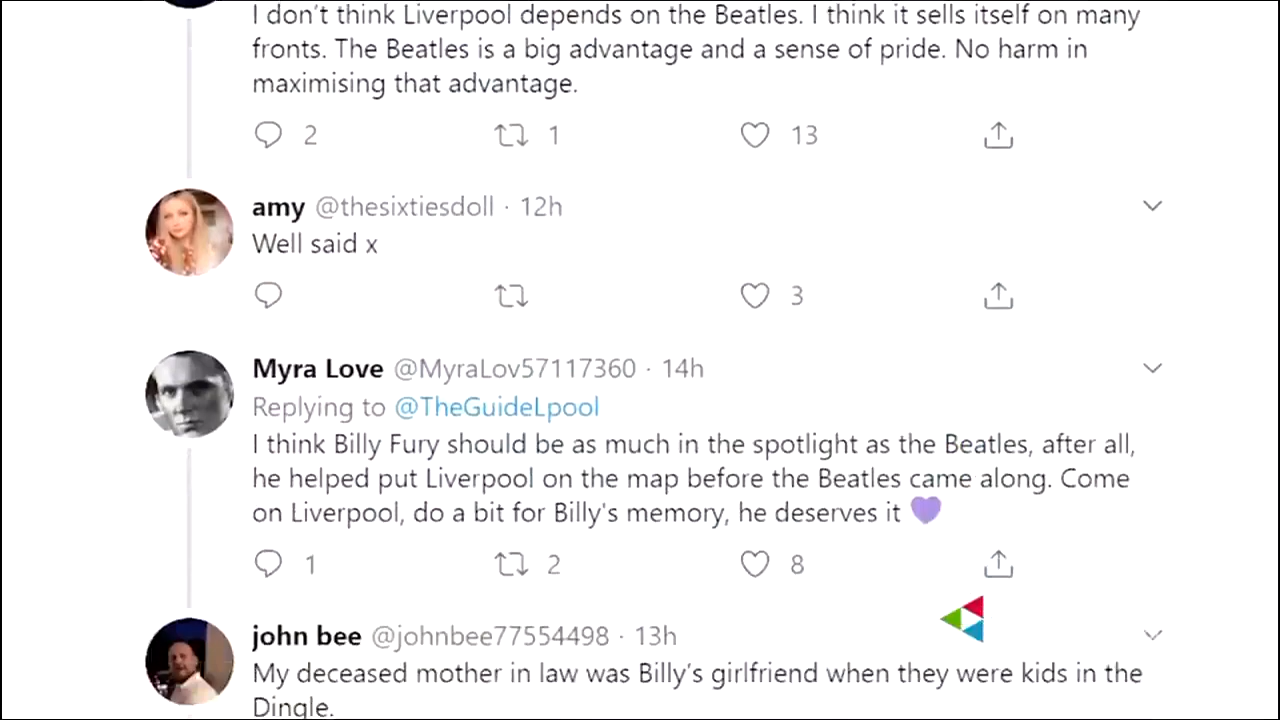 I don’t think Liverpool depends on the Beatles. I think it sells itself on many
fronts. The Beatles is a big advantage and a sense of pride. No harm in
maximising that advantage.
2 1 13
amy @thesixtiesdoll · 12h
Well said x
3
Myra Love @MyraLov57117360 · 14h
Replying to @TheGuideLpool
I think Billy Fury should be as much in the spotlight as the Beatles, after all,
he helped put Liverpool on the map before the Beatles came along. Come
on Liverpool, do a bit for Billy's memory, he deserves it 💜
1 2 8
john bee @johnbee77554498 · 13h
My deceased mother in law was Billy’s girlfriend when they were kids in the
Dingle.